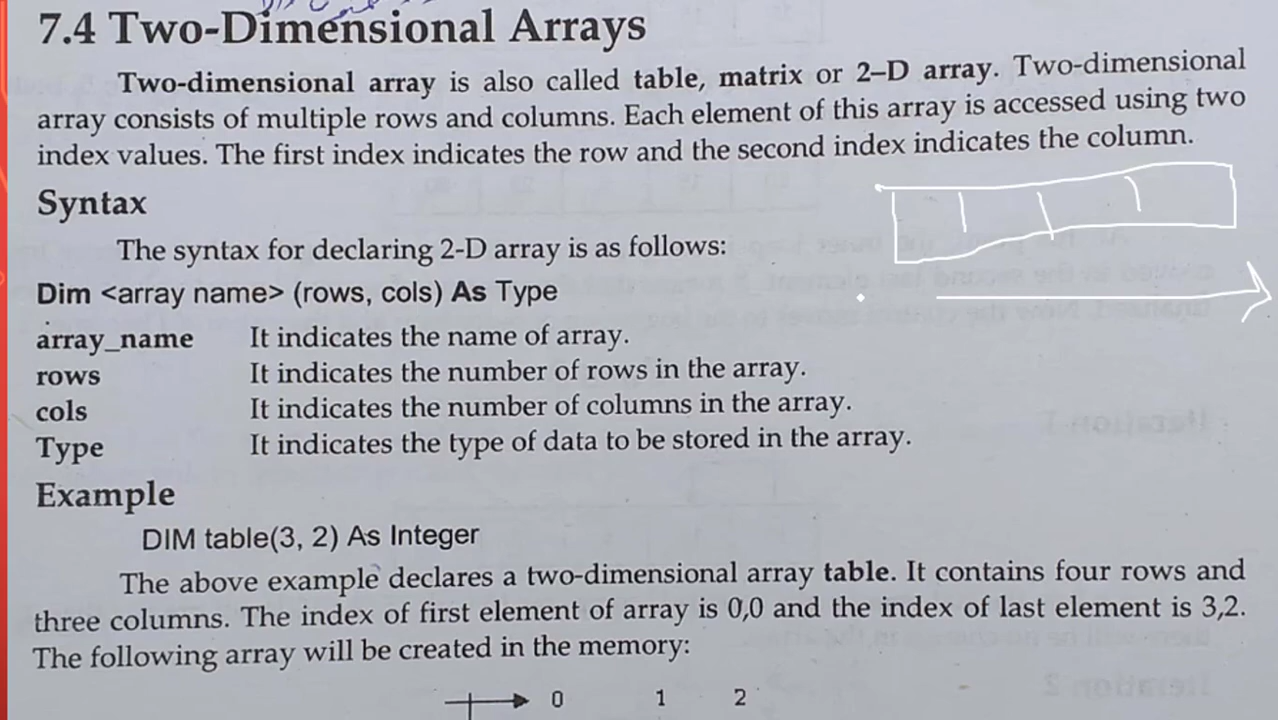 7.4 Two-Dimensional Arrays
Two-dimensional array is also called table, matrix or 2–D array. Two-dimensional
array consists of multiple rows and columns. Each element of this array is accessed using two
index values. The first index indicates the row and the second index indicates the column.
Syntax
The syntax for declaring 2-D array is as follows:
Dim <array name> (rows, cols) As Type
array_name It indicates the name of array.
rows It indicates the number of rows in the array.
cols It indicates the number of columns in the array.
Type It indicates the type of data to be stored in the array.
Example
DIM table(3, 2) As Integer
The above example declares a two-dimensional array table. It contains four rows and
three columns. The index of first element of array is 0,0 and the index of last element is 3,2.
The following array will be created in the memory:
0 1 2